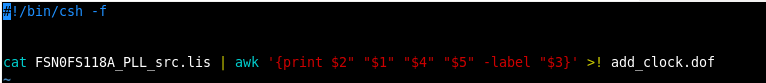 #!/bin/csh -f
cat FSN0FS118A_PLL_src.lis | awk '{print $2" "$1" "$4" "$5" -label "$3}' >! add_clock.dof
~